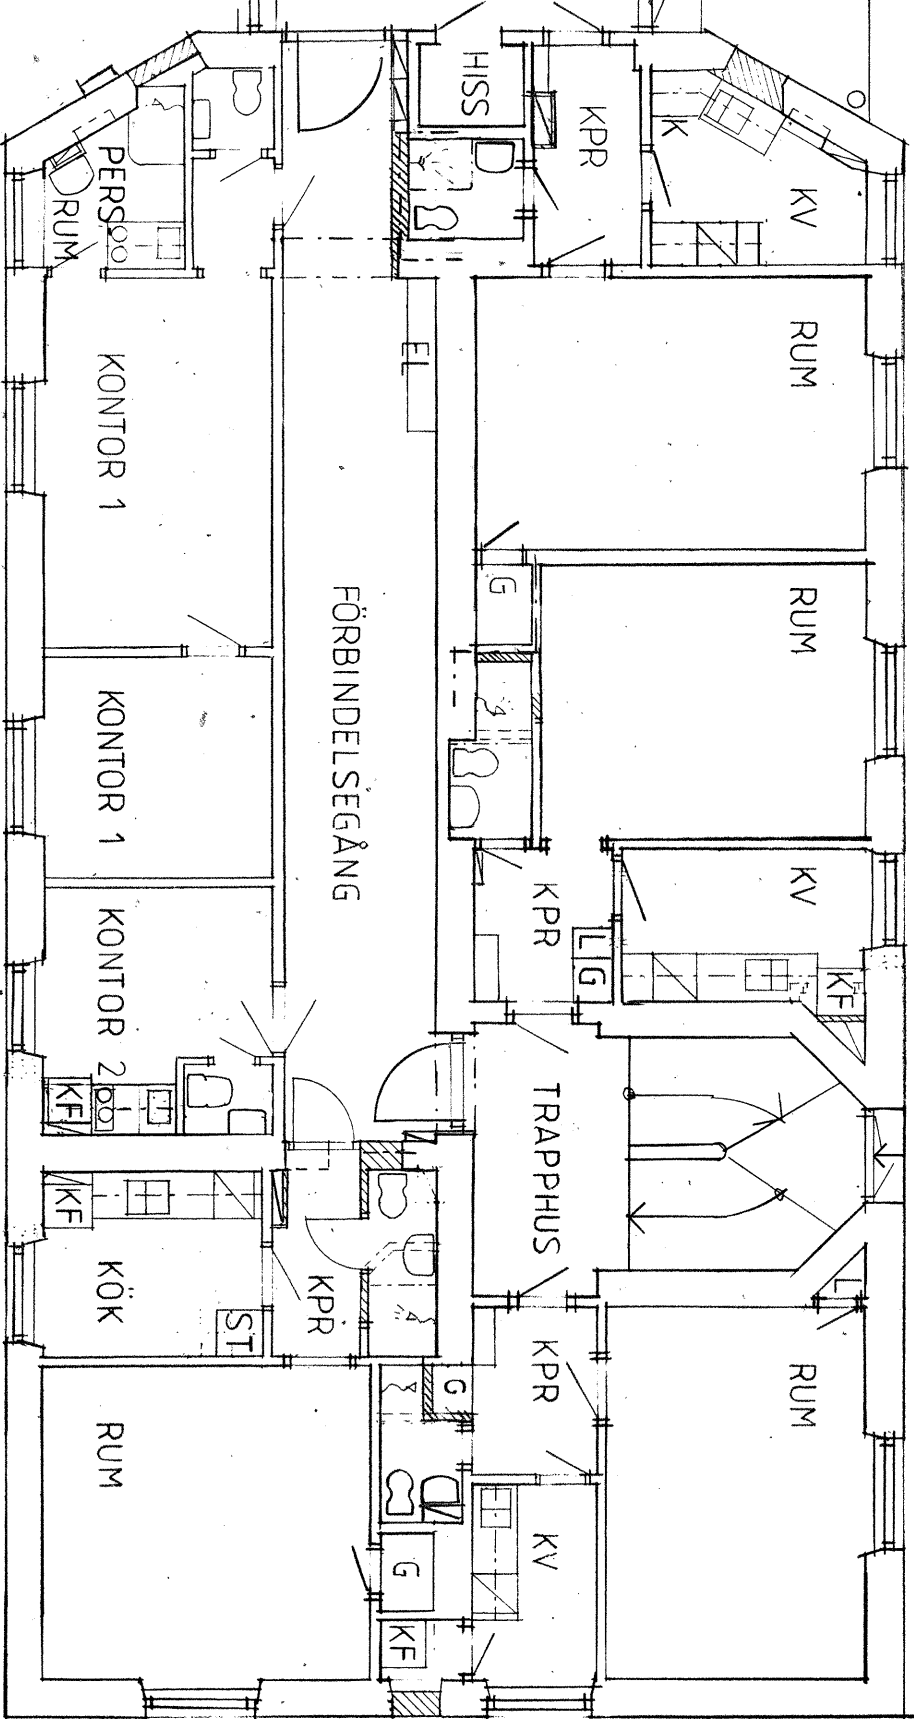 HISS
KPR
K
KV
PERS.
RUM
RUM
KONTOR 1
EL
G
RUM
FÖRBINDELSEGÅNG
KONTOR 1
KPR
KV
L G
KF
KONTOR 2
KF
TRAPPHUS
KF
KÖK
ST
KPR
L
KPR
RUM
G
RUM
KV
G
KF